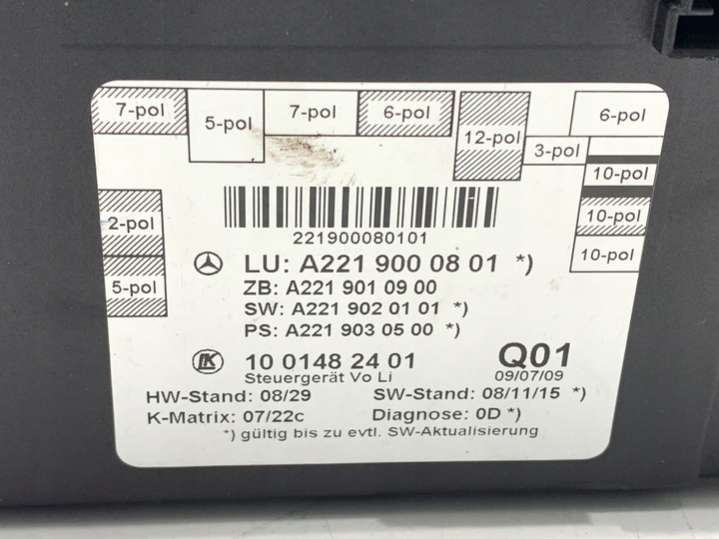 7-pol
5-pol
7-pol
6-pol
12-pol
3-pol
6-pol
10-pol
2-pol
10-pol
5-pol
10-pol
221900080101
LU: A221 900 08 01 *)
ZB: A221 901 09 00
SW: A221 902 01 01 *)
PS: A221 903 05 00 *)
LK 10 0148 24 01
Q01
Steuergerät Vo Li
09/07/09
HW-Stand: 08/29
SW-Stand: 08/11/15 *)
K-Matrix: 07/22c
Diagnose: 0D *)
*) gültig bis zu evtl. SW-Aktualisierung